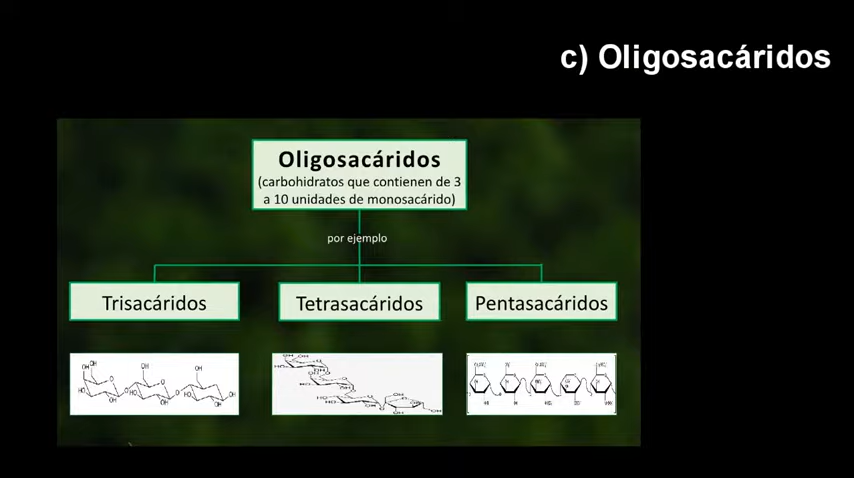 c) Oligosacáridos
Oligosacáridos
(carbohidratos que contienen de 3
a 10 unidades de monosacárido)
por ejemplo
Trisacáridos
Tetrasacáridos
Pentasacáridos